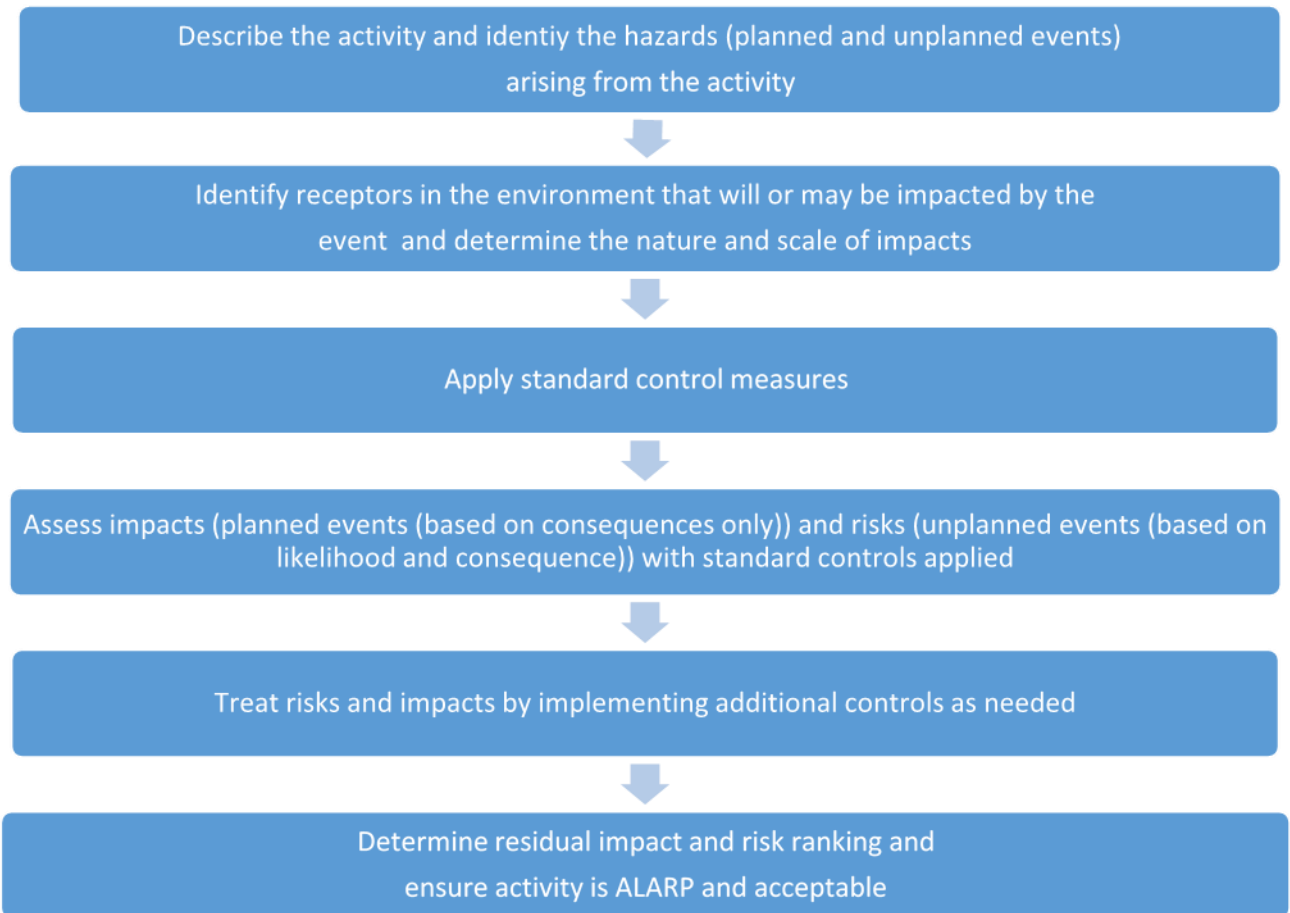 Describe the activity and identiy the hazards (planned and unplanned events)
arising from the activity
Identify receptors in the environment that will or may be impacted by the
event and determine the nature and scale of impacts
Apply standard control measures
Assess impacts (planned events (based on consequences only)) and risks (unplanned events (based on
likelihood and consequence)) with standard controls applied
Treat risks and impacts by implementing additional controls as needed
Determine residual impact and risk ranking and
ensure activity is ALARP and acceptable